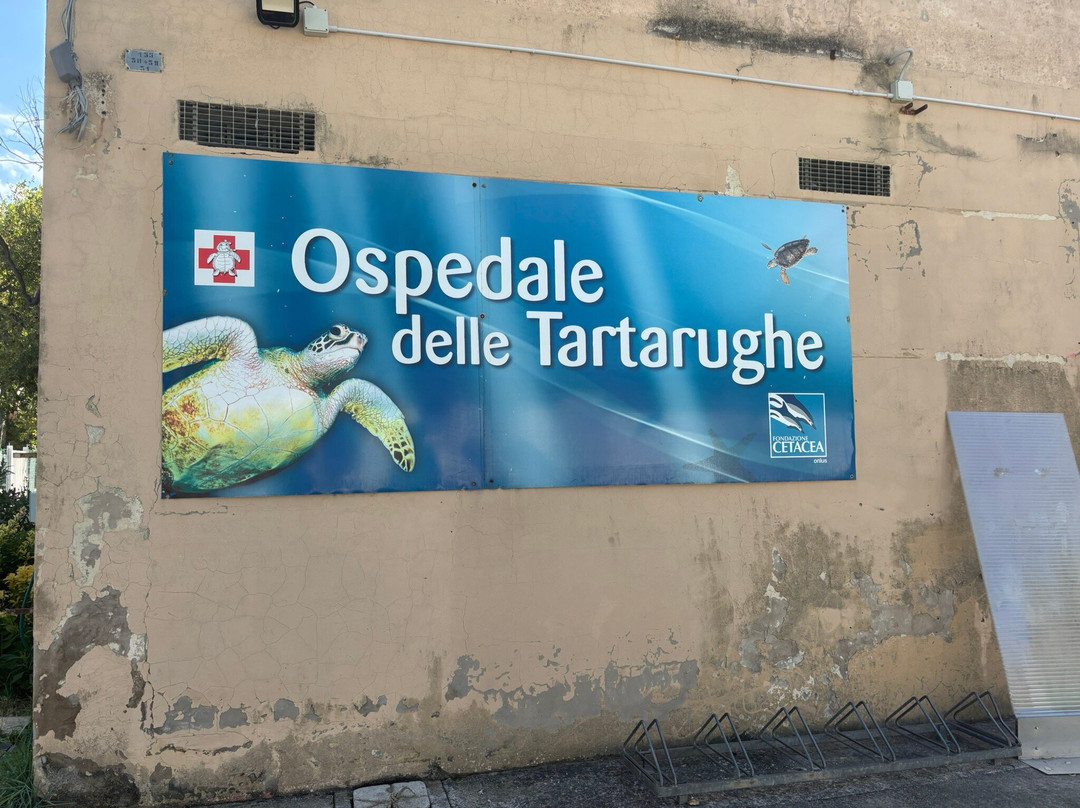 Ospedale
delle Tartarughe
FONDAZIONE
CETACEA
onlus